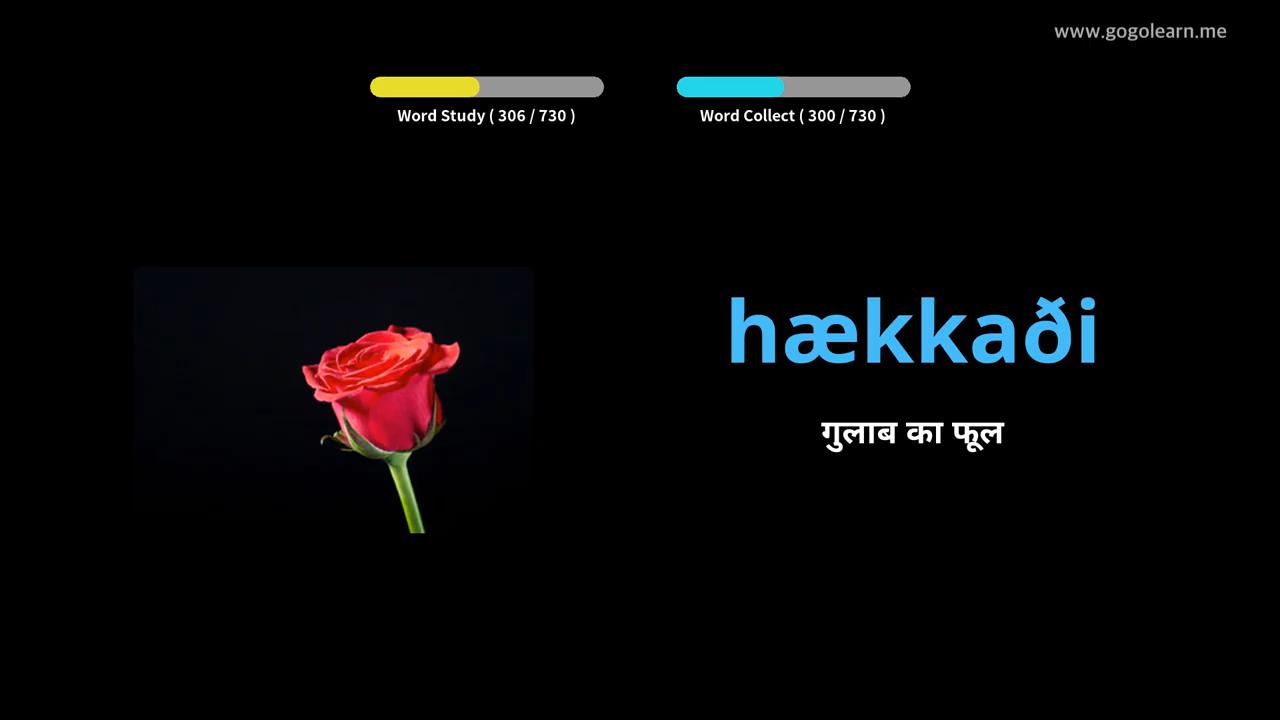 www.gogolearn.me
Word Study ( 306 / 730 )
Word Collect ( 300 / 730 )
hækkaði
गुलाब का फूल